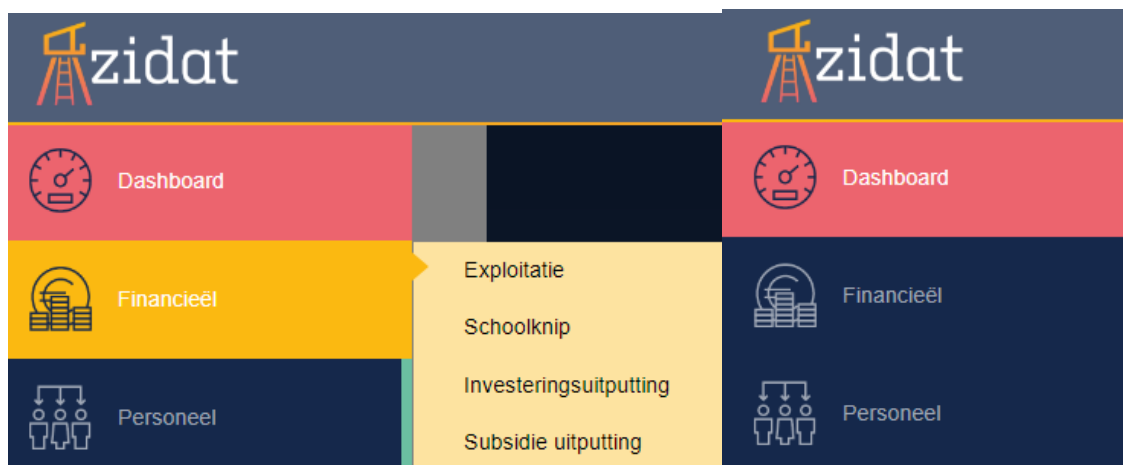 zidat
Dashboard
Financieël
Personeel
Exploitatie
Schoolknip
Investeringsuitputting
Subsidie uitputting
zidat
Dashboard
Financieël
Personeel